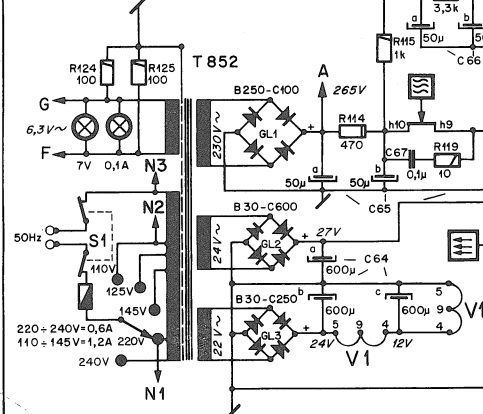 3,3k
a
b
50µ
50
C 66
R115
1k
R124
100
R125
100
T 852
A
265V
B250-C100
G
6,3V~
F
7V
0,1A
230V~
GL1
+
R114
470
h10
h9
C67
0,1µ
R119
10
N3
a
50µ
b
50µ
C65
N2
B30-C600
27V
50Hz
S1
24V~
GL2
+
a
600µ
C64
110V
125V
145V
B30-C250
b
600µ
c
600µ
5
9
4
V1
220÷240V=0,6A
110÷145V=1,2A
220V
22V~
GL3
+
24V
5
9
4
12V
V1
240V
N1